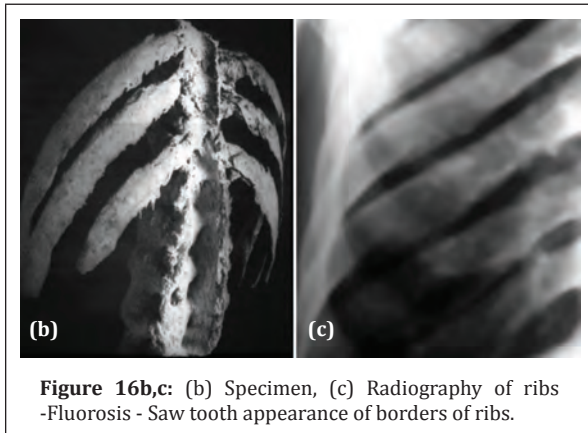 (b)
(c)
Figure 16b,c: (b) Specimen, (c) Radiography of ribs
-Fluorosis - Saw tooth appearance of borders of ribs.